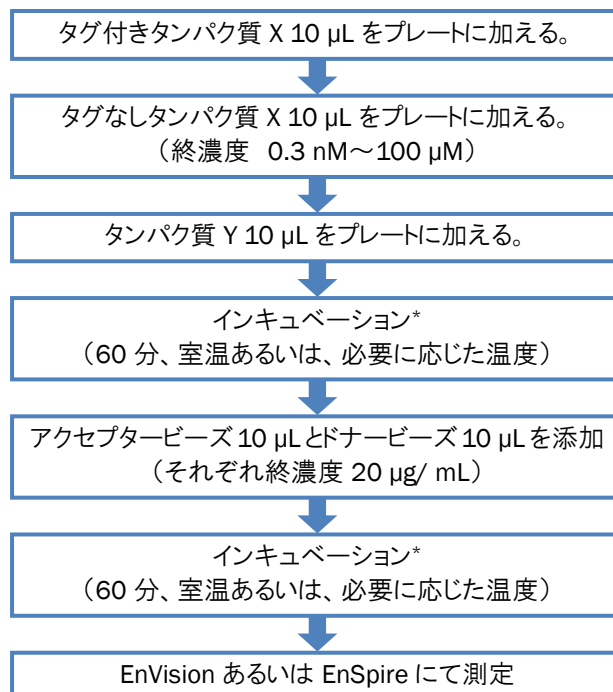 タグ付きタンパク質 X 10 µL をプレートに加える。
タグなしタンパク質 X 10 µL をプレートに加える。
（終濃度 0.3 nM～100 µM）
タンパク質 Y 10 µL をプレートに加える。
インキュベーション*
（60 分、室温あるいは、必要に応じた温度）
アクセプタービーズ 10 µL とドナービーズ 10 µL を添加
（それぞれ終濃度 20 µg/ mL）
インキュベーション*
（60 分、室温あるいは、必要に応じた温度）
EnVision あるいは EnSpire にて測定